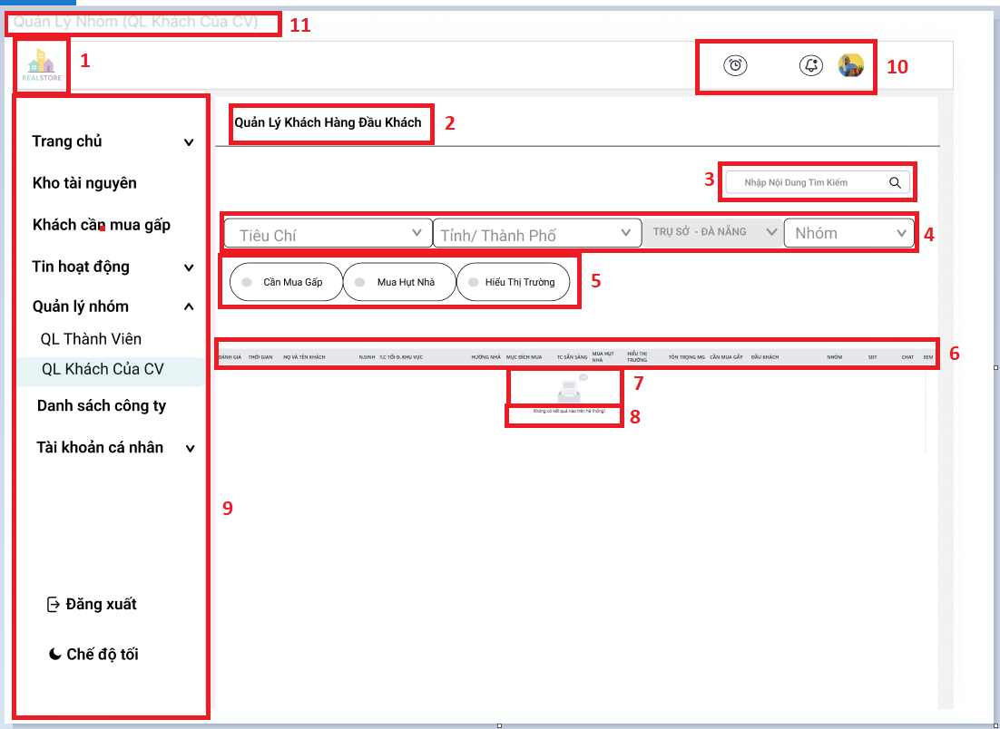 Quản Lý Nhóm (QL Khách Của CV)
11
REALSTORE
1
10
Quản Lý Khách Hàng Đầu Khách
2
Trang chủ
Kho tài nguyên
Khách cần mua gấp
Tin hoạt động
Quản lý nhóm
QL Thành Viên
QL Khách Của CV
Danh sách công ty
Tài khoản cá nhân
Đăng xuất
Chế độ tối
9
3
Nhập Nội Dung Tìm Kiếm
Tiêu Chí
Tỉnh/ Thành Phố
TRỤ SỞ - ĐÀ NẴNG
Nhóm
4
Cần Mua Gấp
Mua Hụt Nhà
Hiểu Thị Trường
5
ĐÁNH GIÁ
THỜI GIAN
HỌ VÀ TÊN KHÁCH
N.SINH
T.C TỐI Đ.
KHU VỰC
HƯỚNG NHÀ
MỤC ĐÍCH MUA
TC SẴN SÀNG
MUA HỤT NHÀ
HIỂU THỊ TRƯỜNG
TÔN TRỌNG MG
CẦN MUA GẤP
ĐẦU KHÁCH
NHÓM
SĐT
CHAT
XEM
6
7
Không có kết quả nào trên hệ thống!
8